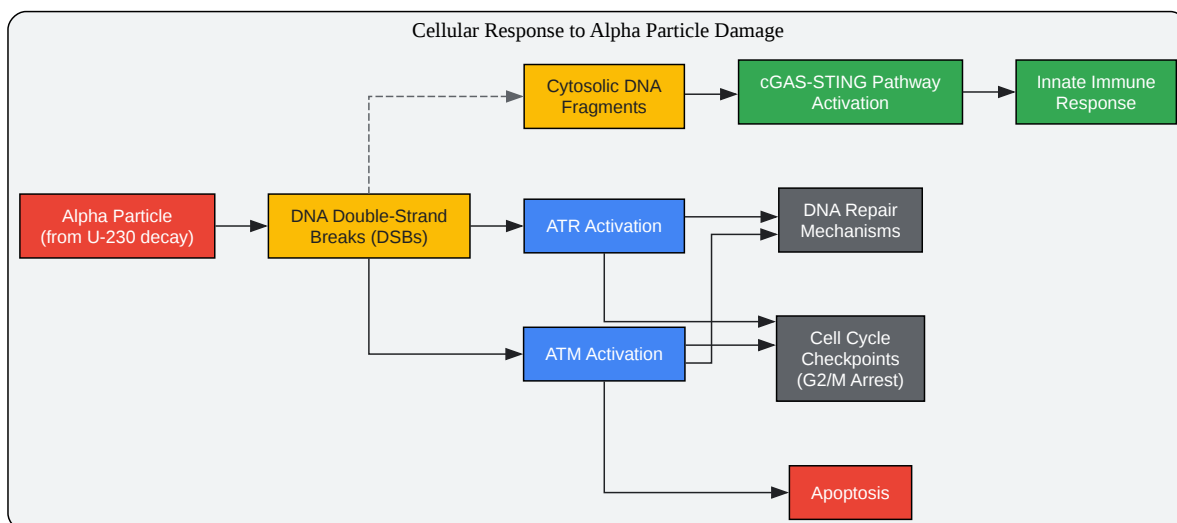 Cellular Response to Alpha Particle Damage
Cytosolic DNA
Fragments
cGAS-STING Pathway
Activation
Innate Immune
Response
Alpha Particle
(from U-230 decay)
DNA Double-Strand
Breaks (DSBs)
ATR Activation
DNA Repair
Mechanisms
ATM Activation
Cell Cycle
Checkpoints
(G2/M Arrest)
Apoptosis